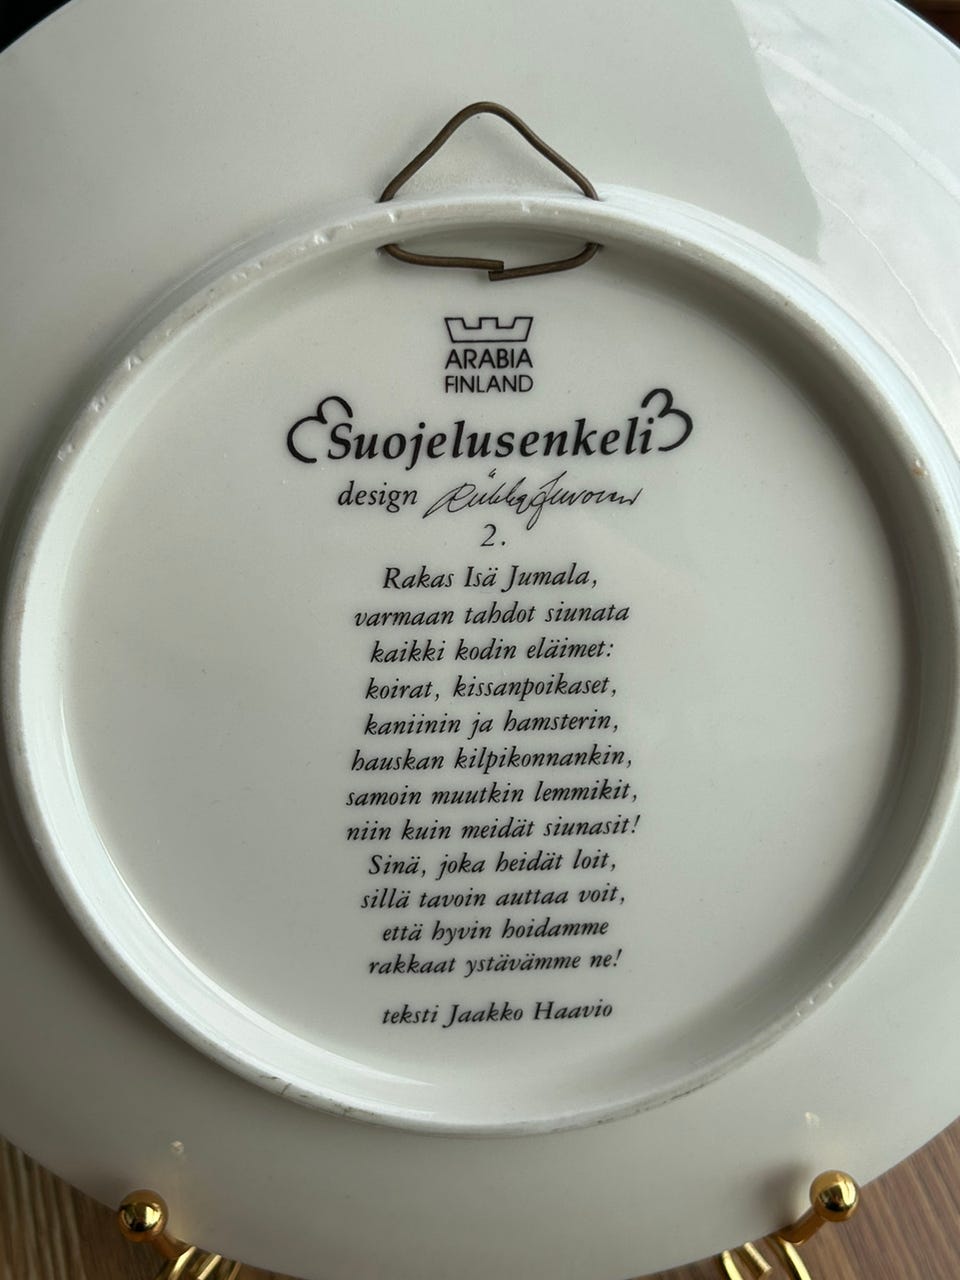 ARABIA
FINLAND
Suojelusenkeli
design Riikka Juvonen
2.
Rakas Isä Jumala,
varmaan tahdot siunata
kaikki kodin eläimet:
koirat, kissanpoikaset,
kaniinin ja hamsterin,
hauskan kilpikonnankin,
samoin muutkin lemmikit,
niin kuin meidät siunasit!
Sinä, joka heidät loit,
sillä tavoin auttaa voit,
että hyvin hoidamme
rakkaat ystävämme ne!
teksti Jaakko Haavio